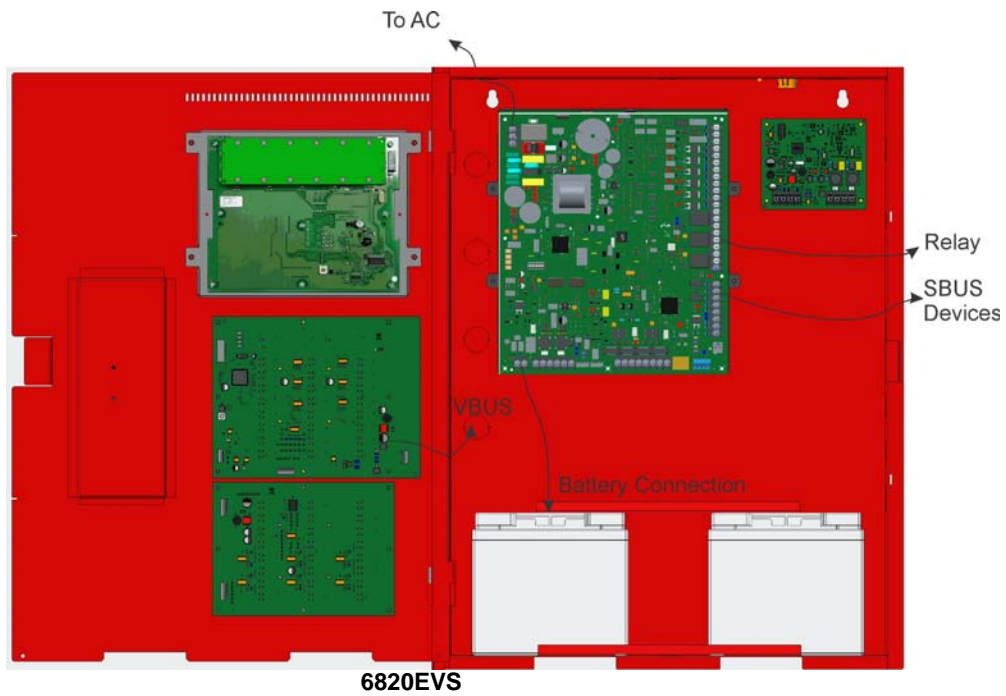 To AC
Relay
SBUS
Devices
VBUS
Battery Connection
6820EVS